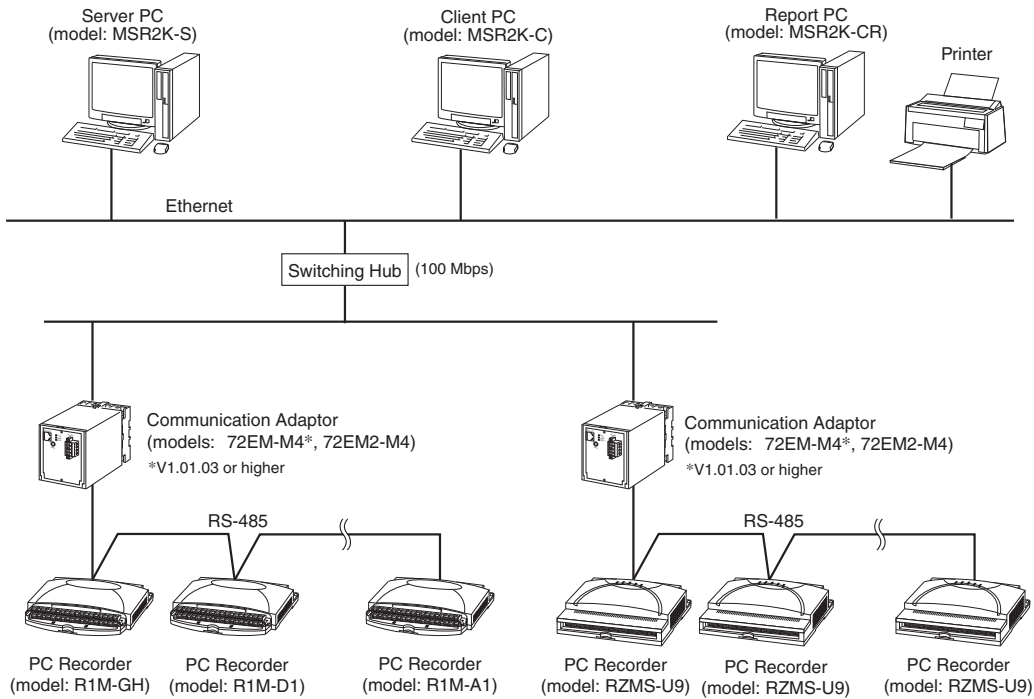 Server PC
(model: MSR2K-S)
Client PC
(model: MSR2K-C)
Report PC
(model: MSR2K-CR)
Printer
Ethernet
Switching Hub
(100 Mbps)
Communication Adaptor
(models: 72EM-M4*, 72EM2-M4)
*V1.01.03 or higher
Communication Adaptor
(models: 72EM-M4*, 72EM2-M4)
*V1.01.03 or higher
RS-485
RS-485
PC Recorder
(model: R1M-GH)
PC Recorder
(model: R1M-D1)
PC Recorder
(model: R1M-A1)
PC Recorder
(model: RZMS-U9)
PC Recorder
(model: RZMS-U9)
PC Recorder
(model: RZMS-U9)